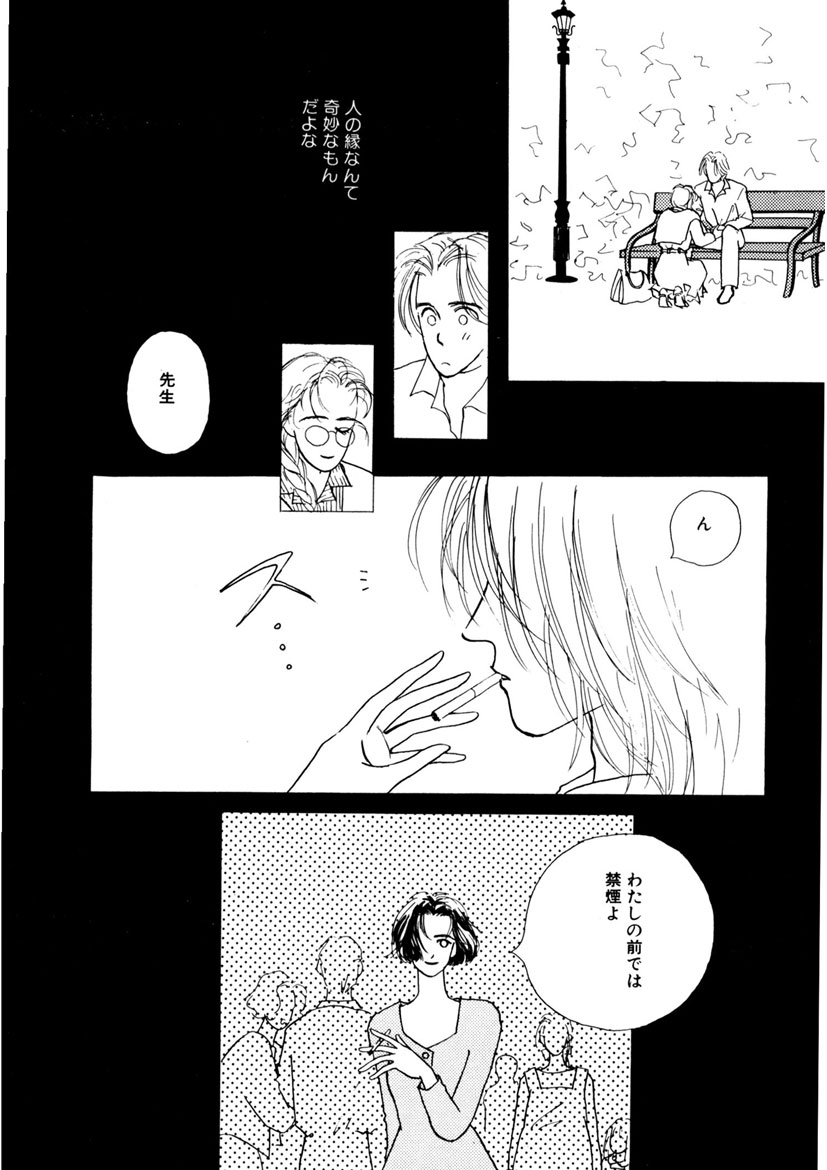 人の縁なんて
奇妙なもん
だよな
先生
ん
ス…
わたしの前では
禁煙よ